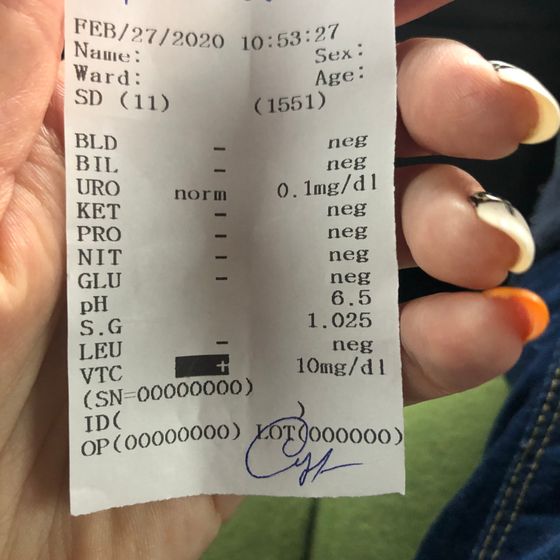 FEB/27/2020 10:53:27
Name: Sex:
Ward: Age:
SD (11) (1551)
BLD - neg
BIL - neg
URO norm 0.1mg/dl
KET - neg
PRO - neg
NIT - neg
GLU - neg
pH 6.5
S.G 1.025
LEU - neg
VTC + 10mg/dl
(SN=00000000)
ID( )
OP(00000000) LOT(000000)